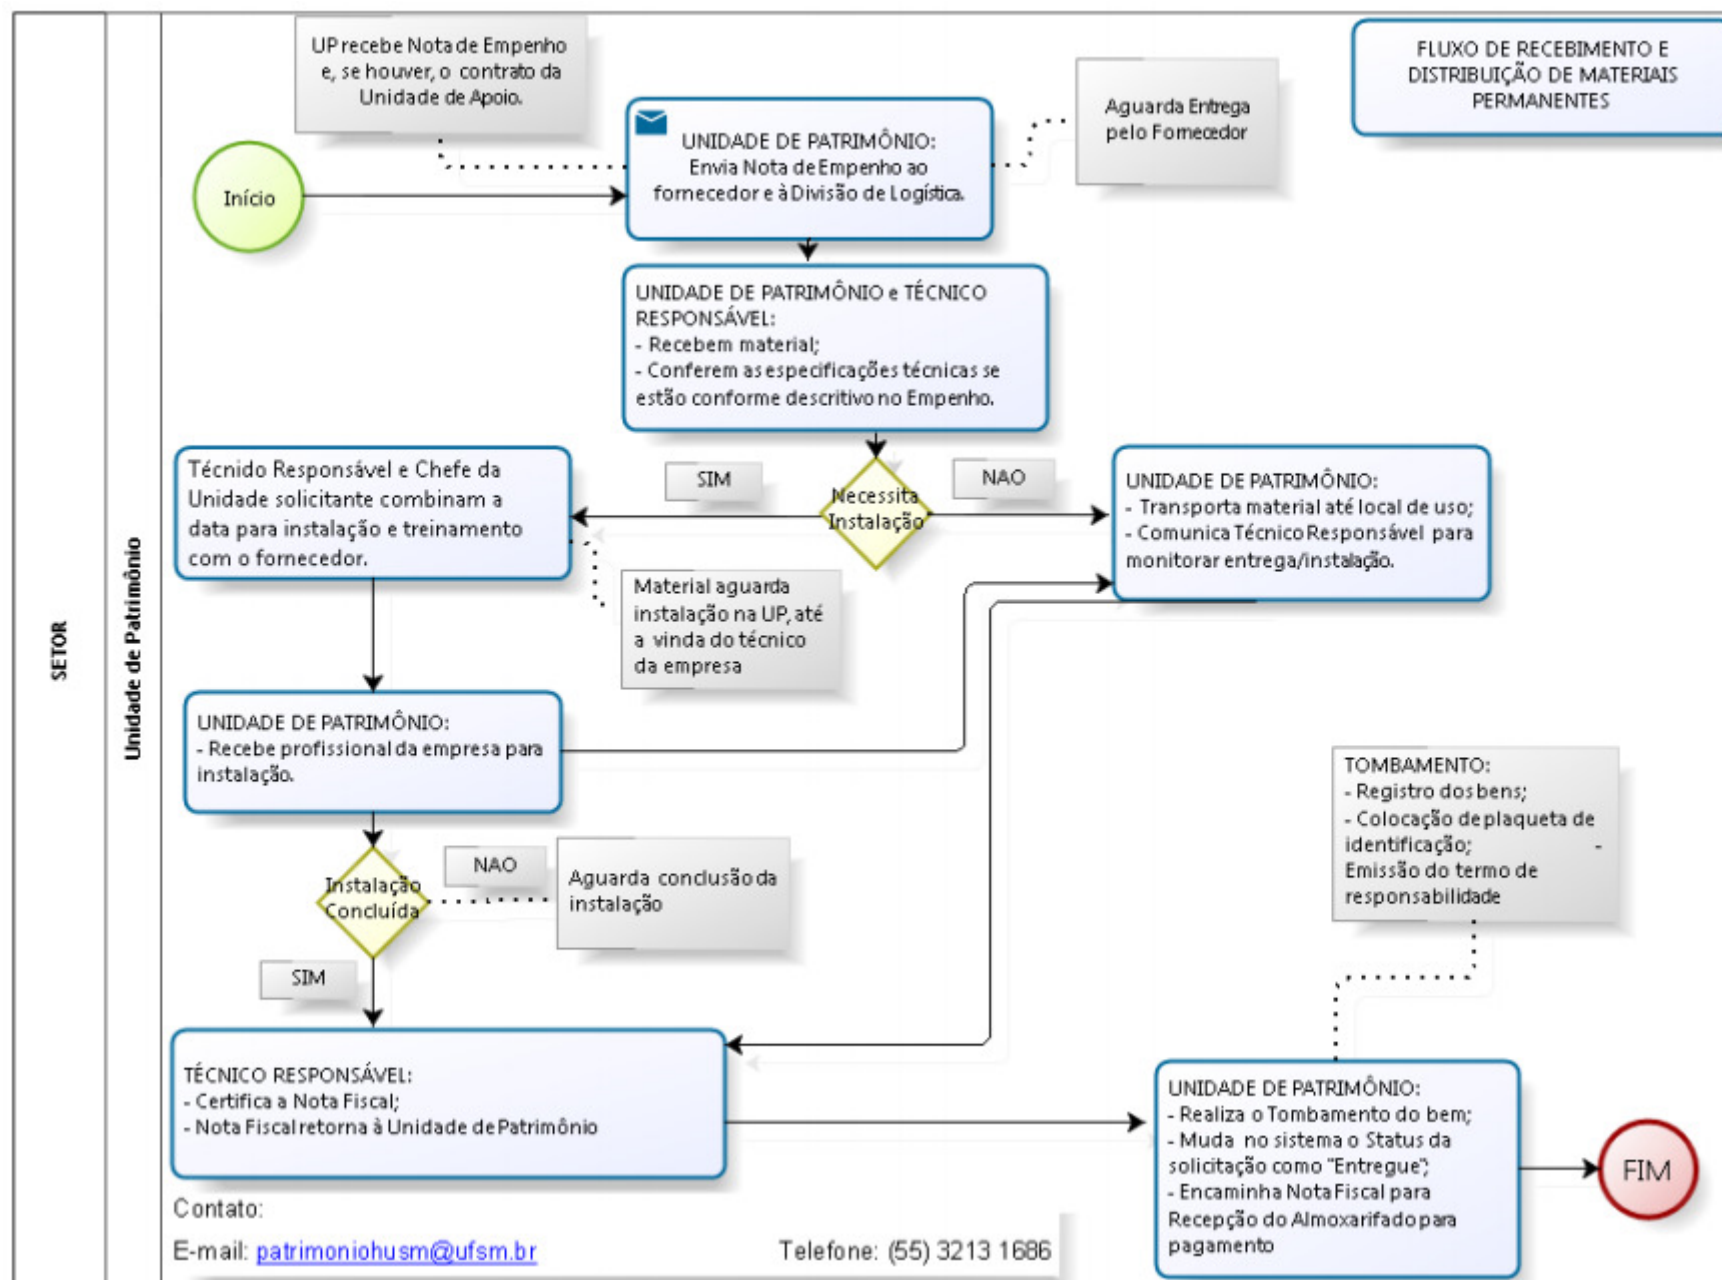 SETOR
Unidade de Patrimônio
FLUXO DE RECEBIMENTO E
DISTRIBUIÇÃO DE MATERIAIS
PERMANENTES
UP recebe Nota de Empenho
e, se houver, o contrato da
Unidade de Apoio.
Início
UNIDADE DE PATRIMÔNIO:
Envia Nota de Empenho ao
fornecedor e à Divisão de Logística.
Aguarda Entrega
pelo Fornecedor
UNIDADE DE PATRIMÔNIO e TÉCNICO
RESPONSÁVEL:
- Recebem material;
- Conferem as especificações técnicas se
estão conforme descritivo no Empenho.
Necessita
Instalação
SIM
NAO
Técnido Responsável e Chefe da
Unidade solicitante combinam a
data para instalação e treinamento
com o fornecedor.
Material aguarda
instalação na UP, até
a vinda do técnico
da empresa
UNIDADE DE PATRIMÔNIO:
- Transporta material até local de uso;
- Comunica Técnico Responsável para
monitorar entrega/instalação.
UNIDADE DE PATRIMÔNIO:
- Recebe profissional da empresa para
instalação.
Instalação
Concluída
NAO
Aguarda conclusão da
instalação
SIM
TÉCNICO RESPONSÁVEL:
- Certifica a Nota Fiscal;
- Nota Fiscal retorna à Unidade de Patrimônio
TOMBAMENTO:
- Registro dos bens;
- Colocação de plaqueta de
identificação; -
Emissão do termo de
responsabilidade
UNIDADE DE PATRIMÔNIO:
- Realiza o Tombamento do bem;
- Muda no sistema o Status da
solicitação como "Entregue";
- Encaminha Nota Fiscal para
Recepção do Almoxarifado para
pagamento
FIM
Contato:
E-mail: patrimoniohusm@ufsm.br Telefone: (55) 3213 1686